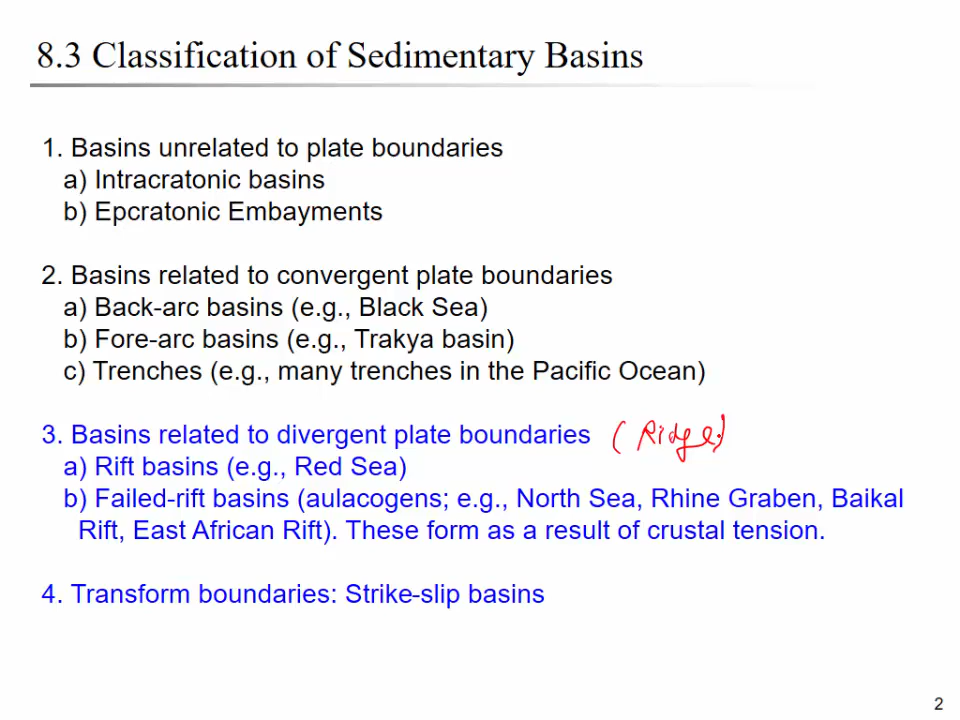 8.3 Classification of Sedimentary Basins
1. Basins unrelated to plate boundaries
a) Intracratonic basins
b) Epcratonic Embayments
2. Basins related to convergent plate boundaries
a) Back-arc basins (e.g., Black Sea)
b) Fore-arc basins (e.g., Trakya basin)
c) Trenches (e.g., many trenches in the Pacific Ocean)
3. Basins related to divergent plate boundaries (Ridge)
a) Rift basins (e.g., Red Sea)
b) Failed-rift basins (aulacogens; e.g., North Sea, Rhine Graben, Baikal
Rift, East African Rift). These form as a result of crustal tension.
4. Transform boundaries: Strike-slip basins
2